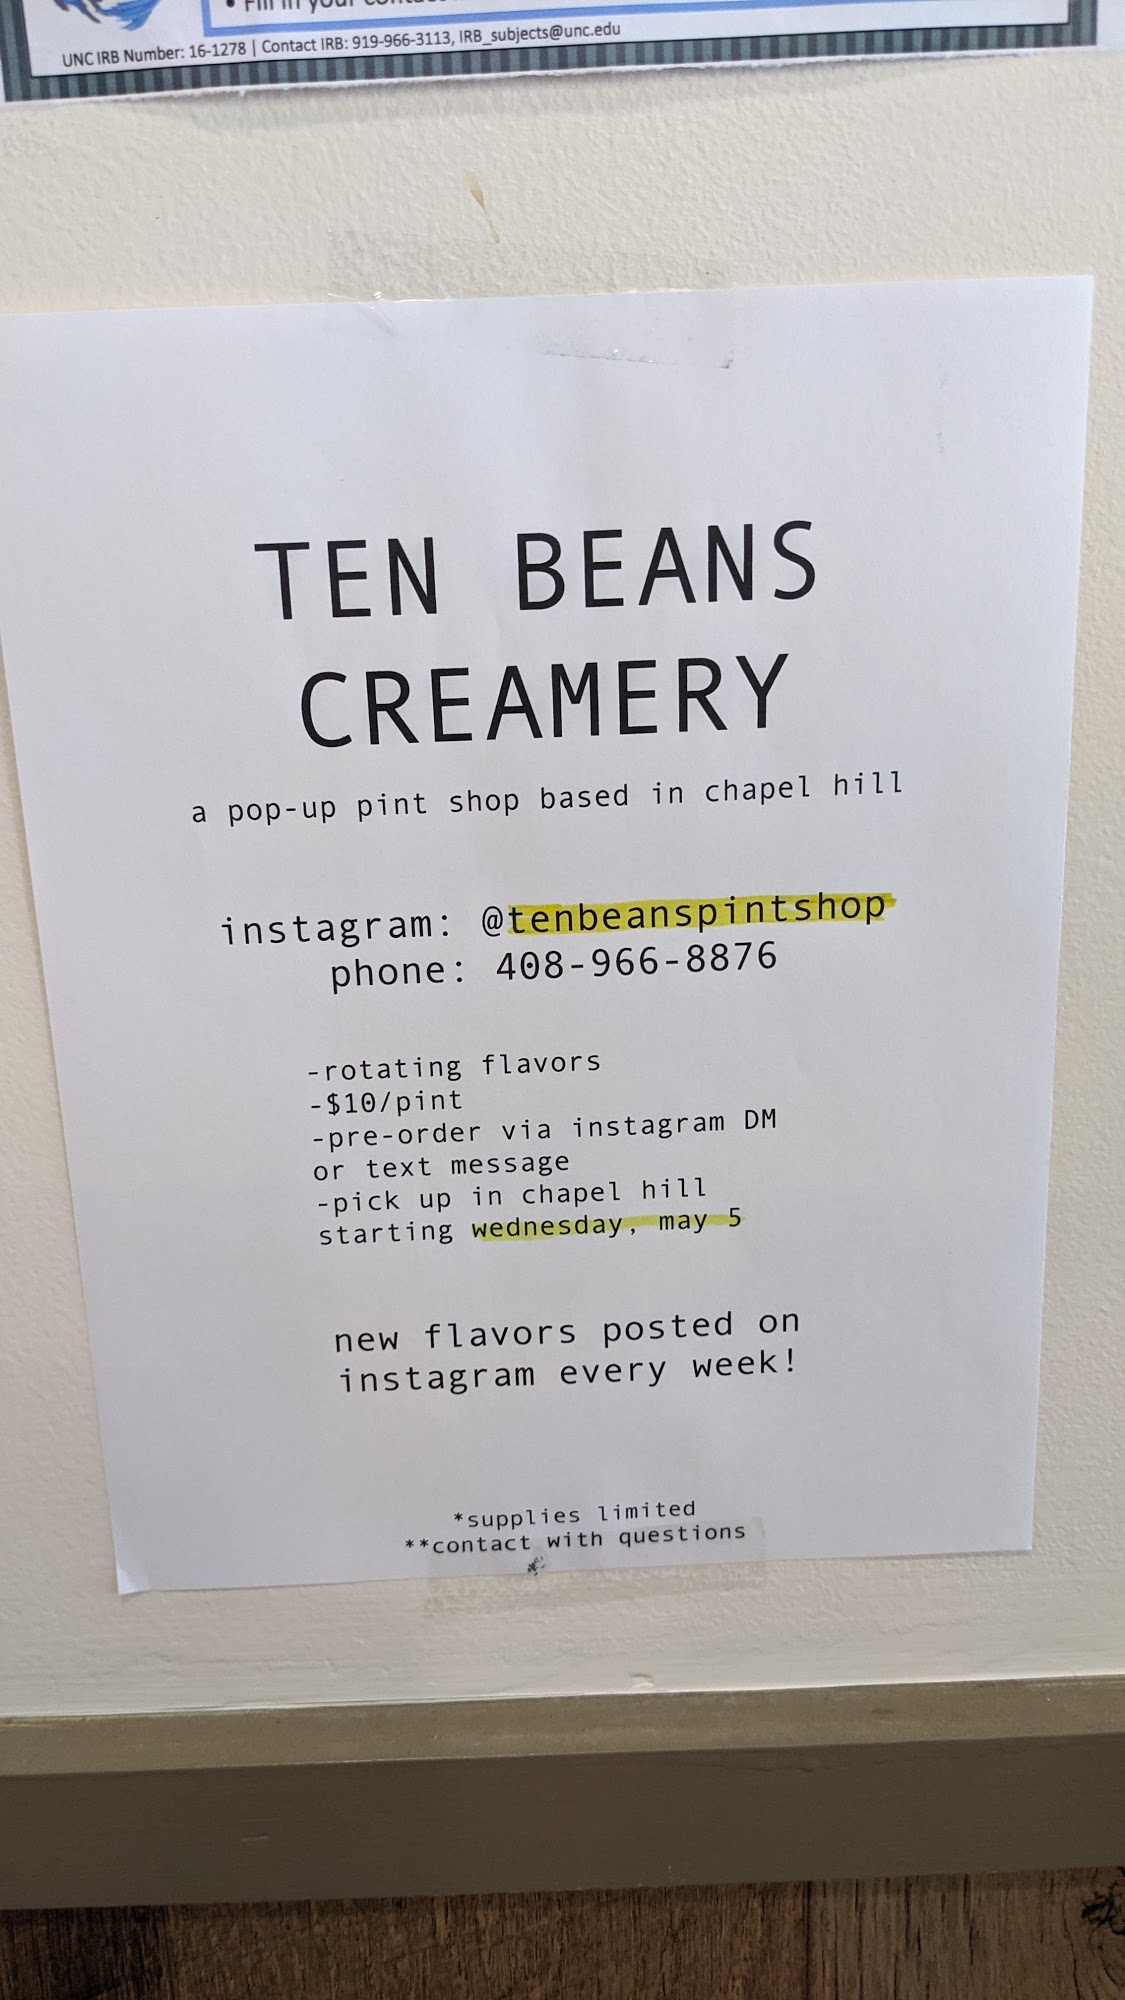 • Fill in your
UNC IRB Number: 16-1278 | Contact IRB: 919-966-3113, IRB_subjects@unc.edu
TEN BEANS
CREAMERY
a pop-up pint shop based in chapel hill
instagram: @tenbeanspintshop
phone: 408-966-8876
-rotating flavors
-$10/pint
-pre-order via instagram DM
or text message
-pick up in chapel hill
starting wednesday, may 5
new flavors posted on
instagram every week!
*supplies limited
**contact with questions